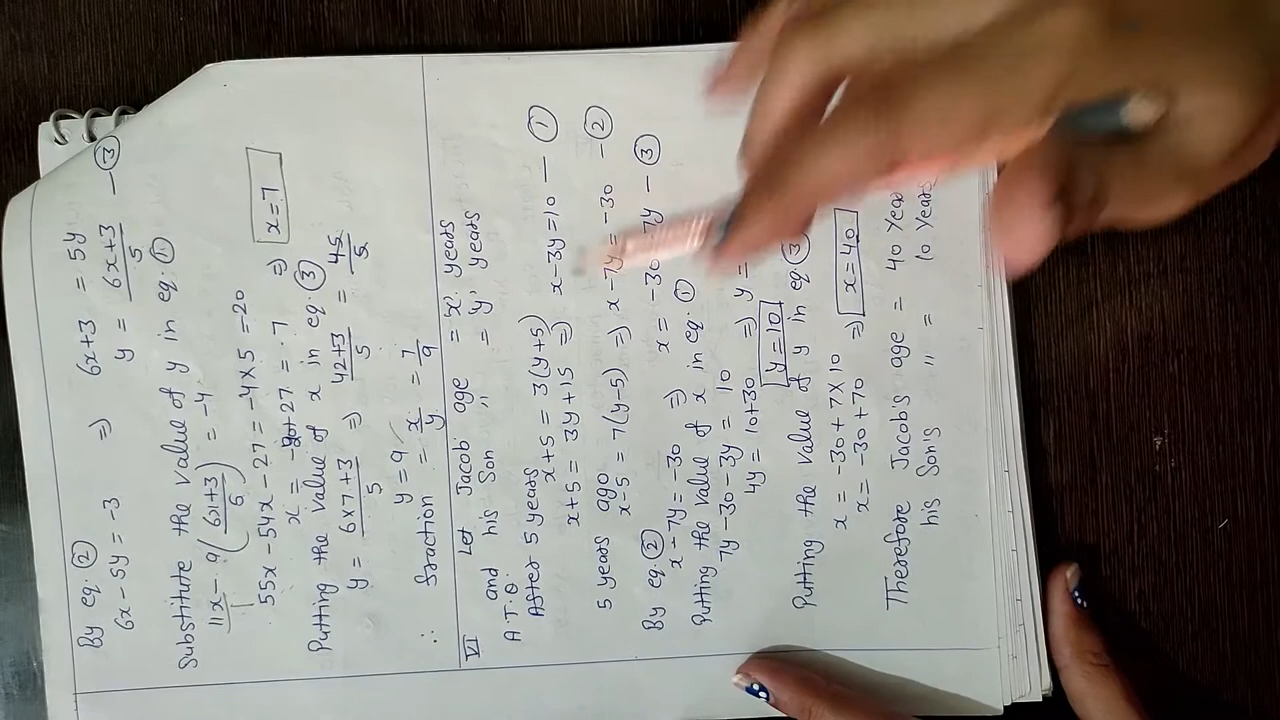 By eq. ②
6x - 5y = -3 ⇒ 6x+3 = 5y
y = 6x+3/5 — ③
Substitute the value of y in eq. ①
11x - 9(6x+3/5) = -4
55x - 54x - 27 = -4 x 5 = 20
x = -20+27 = 7 ⇒ x = 7
Putting the value of x in eq. ③
y = 6x7+3/5 ⇒ 42+3/5 = 45/5
y = 9
∴ fraction = x/y = 7/9
VI Let Jacob age = 'x' years
and his Son " = 'y' years
A.T.Q.
After 5 years
x+5 = 3(y+5)
x+5 = 3y+15 ⇒ x-3y=10 — ①
5 years ago
x-5 = 7(y-5) ⇒ x-7y = -30 - ②
By eq. ②
x - 7y = -30 ⇒ x = -30 7y - ③
Putting the value of x in eq. ①
7y - 30 - 3y = 10
4y = 10+30 ⇒ y =
y = 10
Putting the value of y in eq. ③
x = -30 + 7 x 10
x = -30 + 70 ⇒ x = 40
Therefore Jacob's age = 40 Year
his Son's " = 10 Years